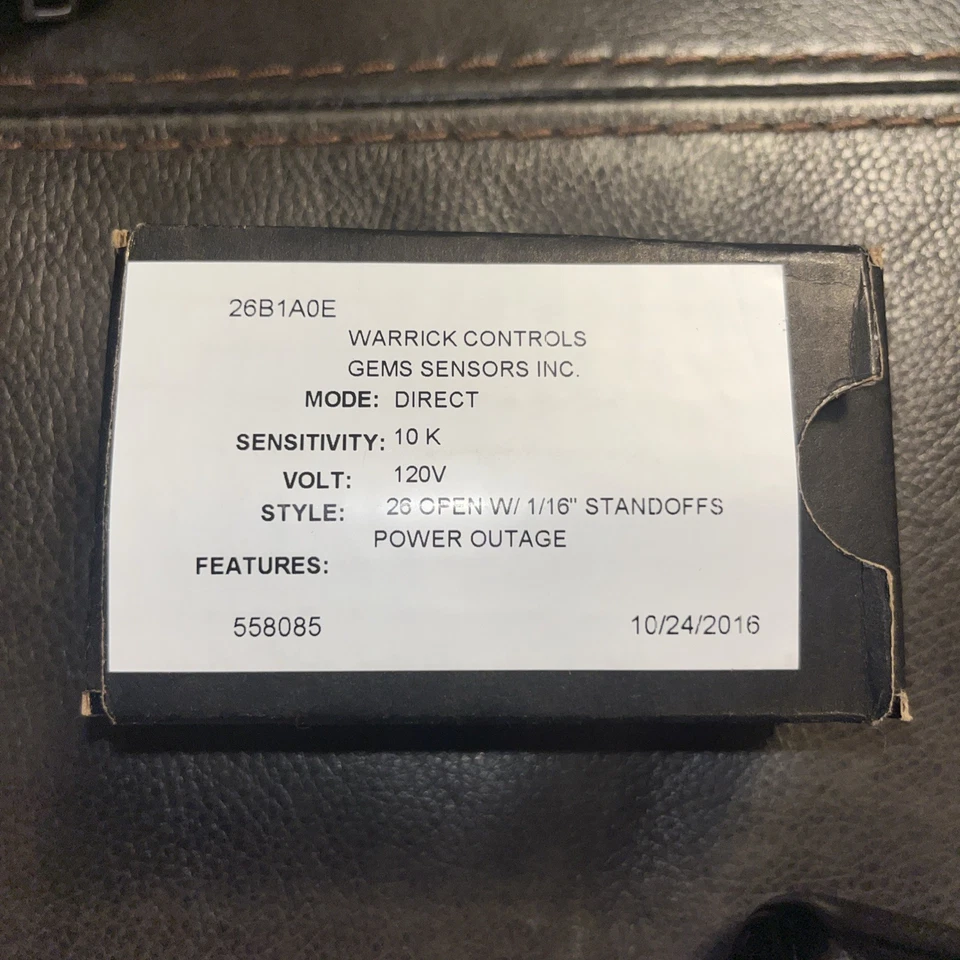 26B1A0E
WARRICK CONTROLS
GEMS SENSORS INC.
MODE: DIRECT
SENSITIVITY: 10 K
VOLT: 120V
STYLE: 26 OPEN W/ 1/16" STANDOFFS
POWER OUTAGE
FEATURES:
558085 10/24/2016